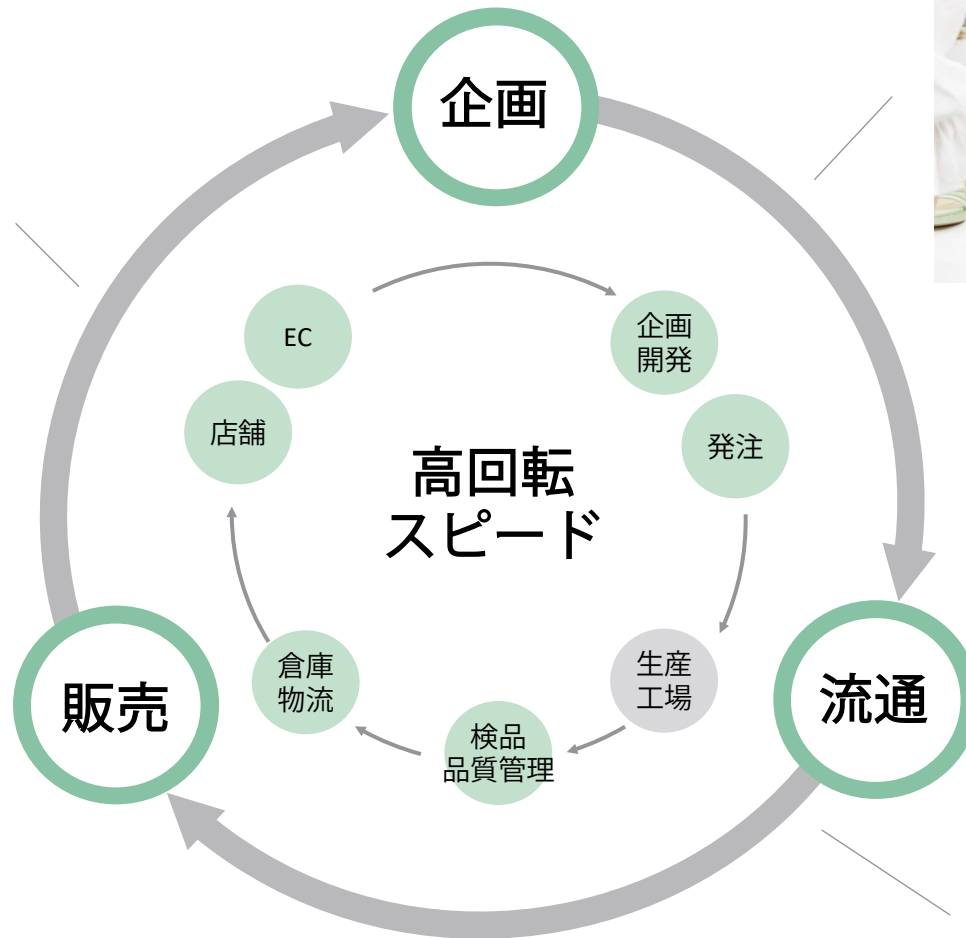 企画
EC
企画
開発
店舗
発注
高回転
スピード
生産
工場
倉庫
物流
販売
流通
検品
品質管理